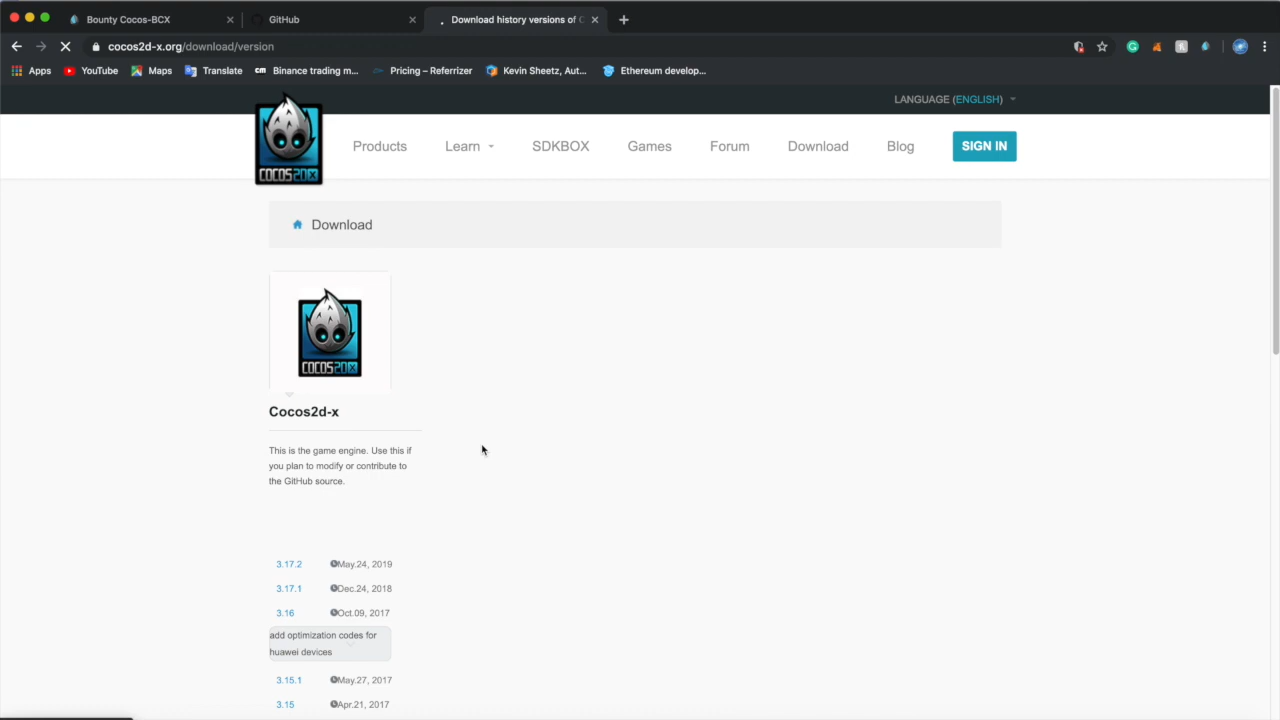 Bounty Cocos-BCX
GitHub
Download history versions of C
cocos2d-x.org/download/version
Apps
YouTube
Maps
Translate
cm Binance trading m...
Pricing – Referrizer
Kevin Sheetz, Aut...
Ethereum develop...
LANGUAGE (ENGLISH)
COCOS2DX
Products
Learn
SDKBOX
Games
Forum
Download
Blog
SIGN IN
Download
COCOS2DX
Cocos2d-x
This is the game engine. Use this if
you plan to modify or contribute to
the GitHub source.
3.17.2 May.24, 2019
3.17.1 Dec.24, 2018
3.16 Oct.09, 2017
add optimization codes for
huawei devices
3.15.1 May.27, 2017
3.15 Apr.21, 2017